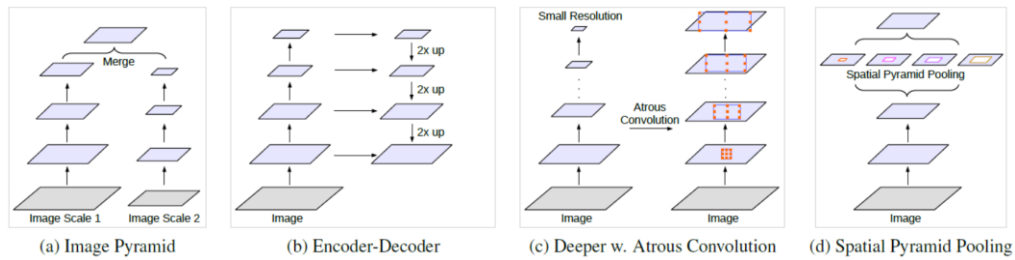 Merge
Image Scale 1
Image Scale 2
(a) Image Pyramid
2x up
2x up
2x up
Image
(b) Encoder-Decoder
Small Resolution
Atrous
Convolution
Image
Image
(c) Deeper w. Atrous Convolution
Spatial Pyramid Pooling
Image
(d) Spatial Pyramid Pooling